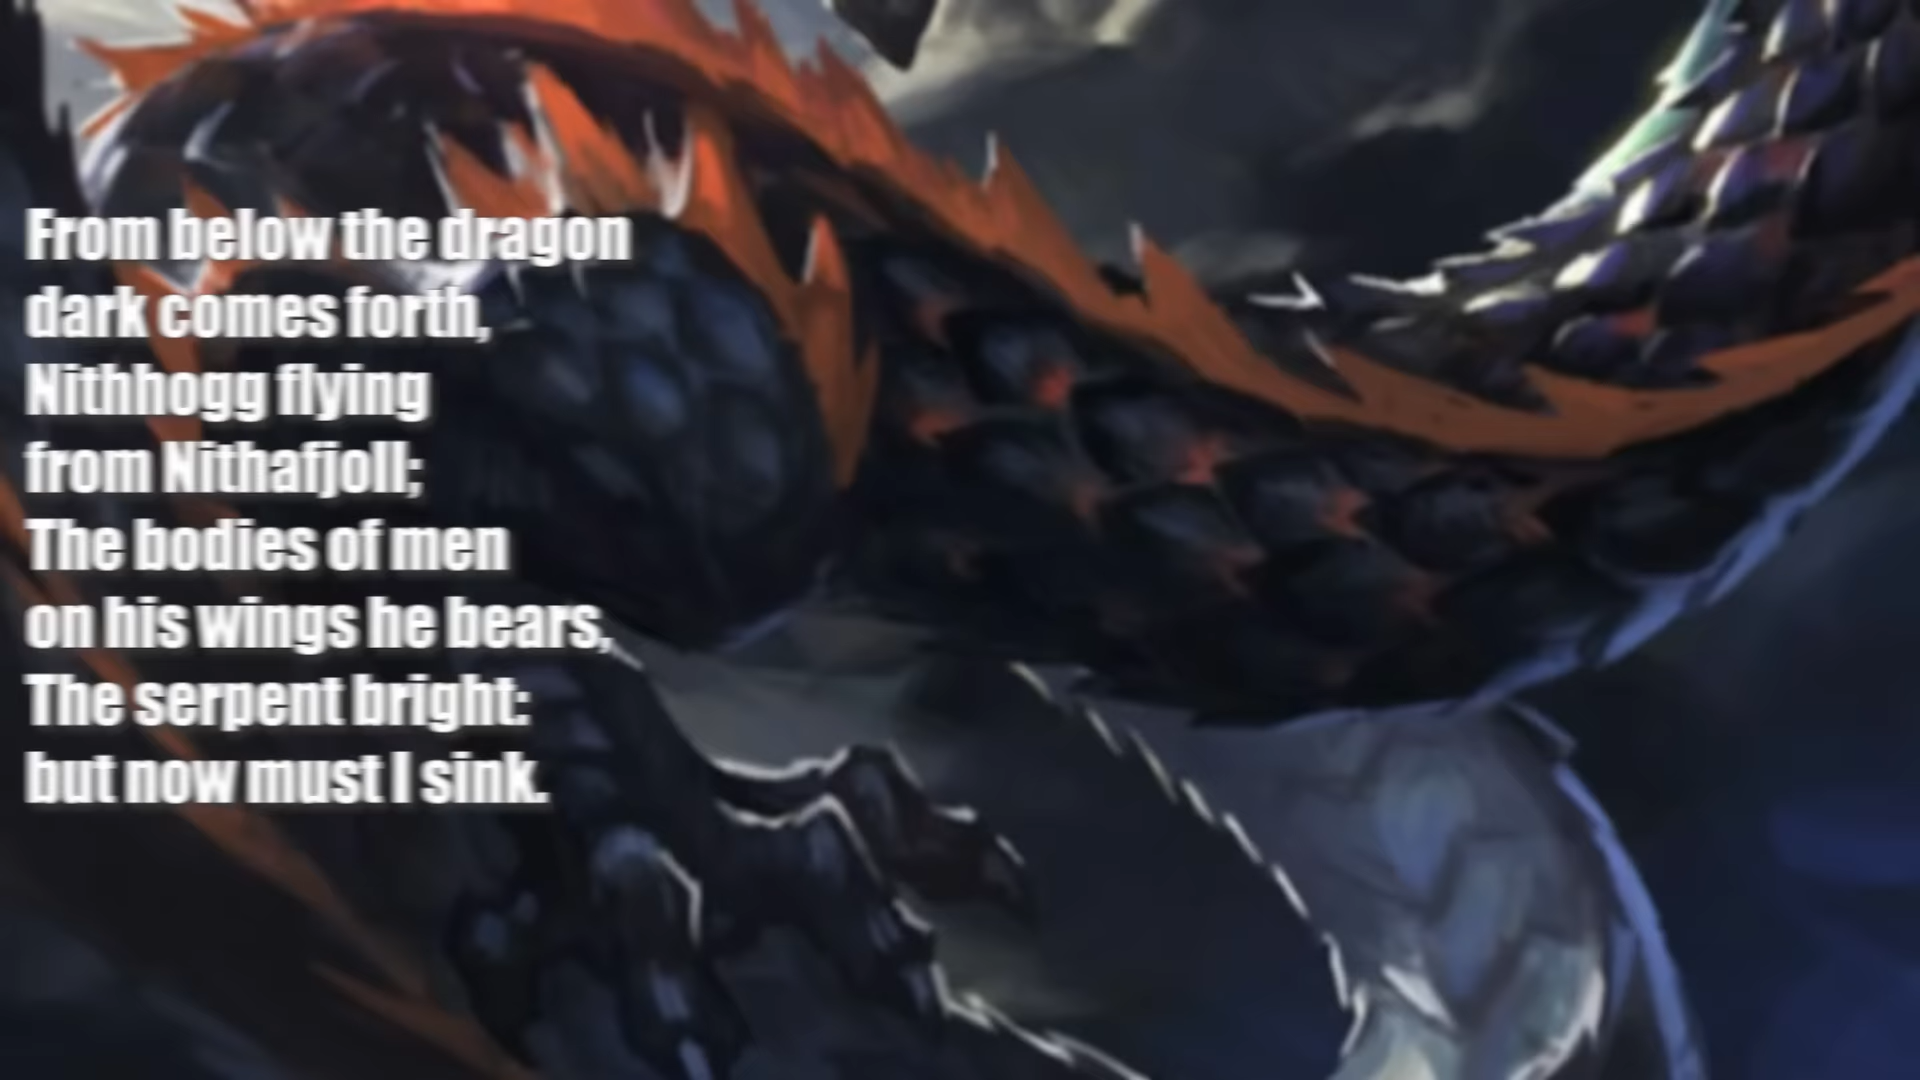 From below the dragon
dark comes forth,
Nithhogg flying
from Nithafjoll;
The bodies of men
on his wings he bears,
The serpent bright:
but now must I sink.